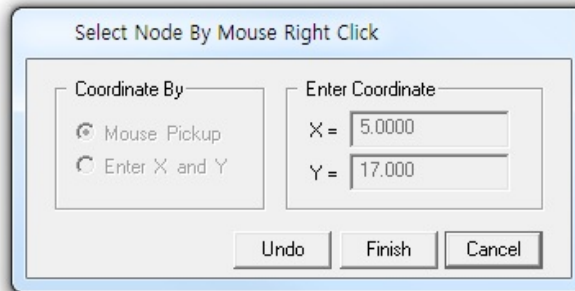 Select Node By Mouse Right Click
Coordinate By
Mouse Pickup
Enter X and Y
Enter Coordinate
X = 5.0000
Y = 17.000
Undo Finish Cancel